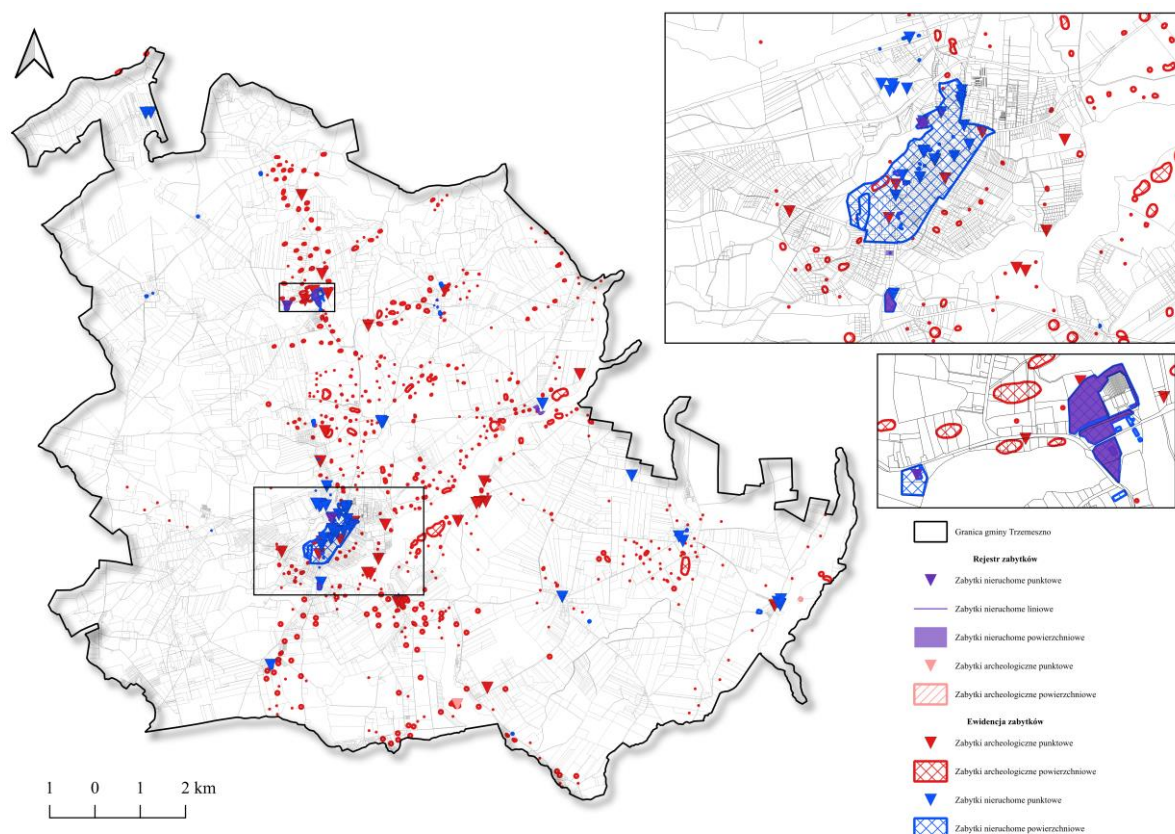 Granica gminy Trzemeszno
Rejestr zabytków
Zabytki nieruchome punktowe
Zabytki nieruchome liniowe
Zabytki nieruchome powierzchniowe
Zabytki archeologiczne punktowe
Zabytki archeologiczne powierzchniowe
Ewidencja zabytków
Zabytki archeologiczne punktowe
Zabytki archeologiczne powierzchniowe
Zabytki nieruchome punktowe
Zabytki nieruchome powierzchniowe
1 0 1 2 km